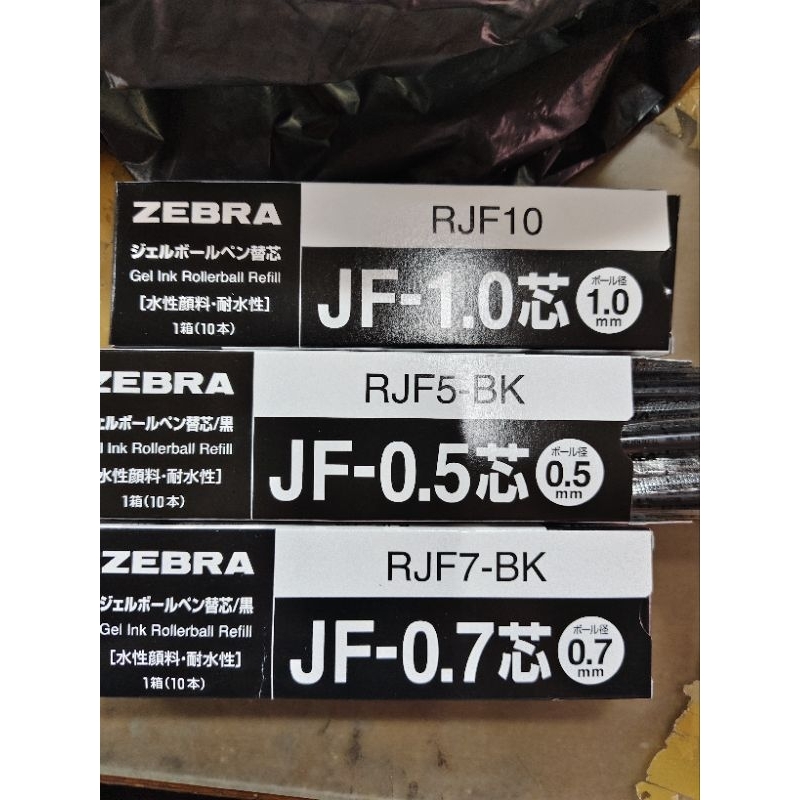 ZEBRA
ジェルボールペン替芯
Gel Ink Rollerball Refill
[水性顔料・耐水性]
1箱(10本)
RJF10
JF-1.0芯
ボール径
1.0
mm
ZEBRA
ェルボールペン替芯/黒
l Ink Rollerball Refill
水性顔料・耐水性]
1箱(10本)
RJF5-BK
JF-0.5芯
ボール径
0.5
mm
ZEBRA
ジェルボールペン替芯/黒
Gel Ink Rollerball Refill
[水性顔料・耐水性]
1箱(10本)
RJF7-BK
JF-0.7芯
ボール径
0.7
mm